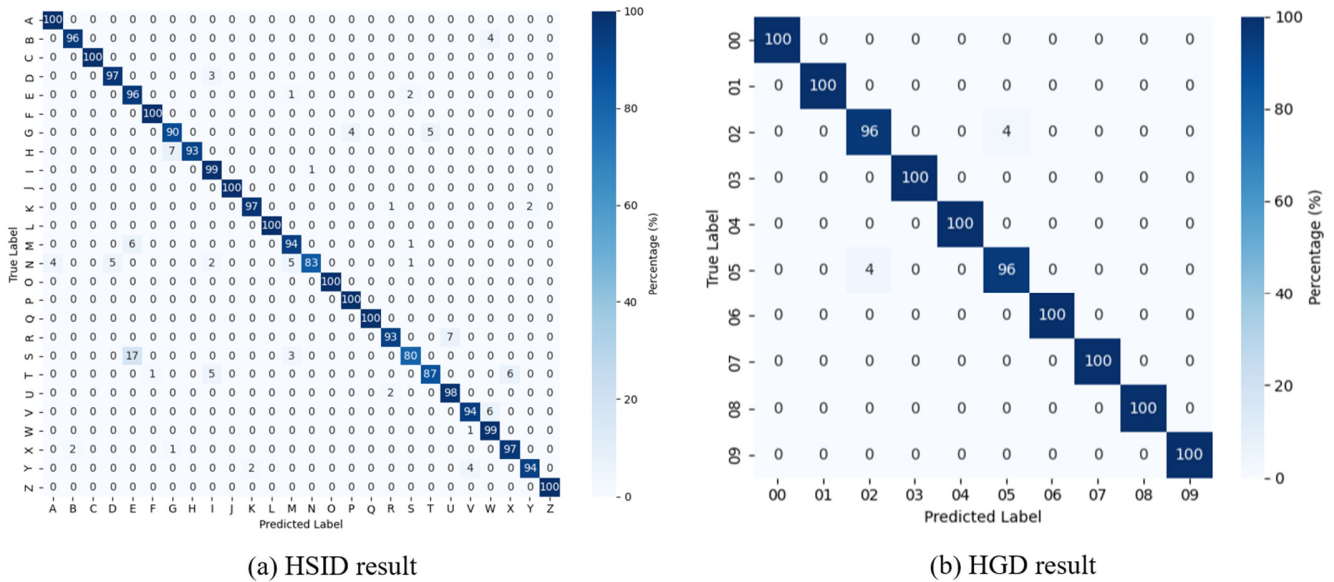 A 100 0 0 0 0 0 0 0 0 0 0 0 0 0 0 0 0 0 0 0 0 0 0 0 0 0
B 0 96 0 0 0 0 0 0 0 0 0 0 0 0 0 0 0 0 0 0 0 0 4 0 0 0
C 0 0 100 0 0 0 0 0 0 0 0 0 0 0 0 0 0 0 0 0 0 0 0 0 0 0
D 0 0 0 97 0 0 0 0 3 0 0 0 0 0 0 0 0 0 0 0 0 0 0 0 0 0
E 0 0 0 0 96 0 0 0 0 0 0 0 1 0 0 0 0 0 2 0 0 0 0 0 0 0
F 0 0 0 0 0 100 0 0 0 0 0 0 0 0 0 0 0 0 0 0 0 0 0 0 0 0
G 0 0 0 0 0 0 90 0 0 0 0 0 0 0 0 4 0 0 0 5 0 0 0 0 0 0
H 0 0 0 0 0 0 7 93 0 0 0 0 0 0 0 0 0 0 0 0 0 0 0 0 0 0
I 0 0 0 0 0 0 0 0 99 0 0 0 0 1 0 0 0 0 0 0 0 0 0 0 0 0
J 0 0 0 0 0 0 0 0 0 100 0 0 0 0 0 0 0 0 0 0 0 0 0 0 0 0
K 0 0 0 0 0 0 0 0 0 0 97 0 0 0 0 0 0 1 0 0 0 0 0 0 2 0
L 0 0 0 0 0 0 0 0 0 0 0 100 0 0 0 0 0 0 0 0 0 0 0 0 0 0
M 0 0 0 0 6 0 0 0 0 0 0 0 94 0 0 0 0 0 1 0 0 0 0 0 0 0
N 4 0 0 5 0 0 0 0 2 0 0 0 5 83 0 0 0 0 1 0 0 0 0 0 0 0
O 0 0 0 0 0 0 0 0 0 0 0 0 0 0 100 0 0 0 0 0 0 0 0 0 0 0
P 0 0 0 0 0 0 0 0 0 0 0 0 0 0 0 100 0 0 0 0 0 0 0 0 0 0
Q 0 0 0 0 0 0 0 0 0 0 0 0 0 0 0 0 100 0 0 0 0 0 0 0 0 0
R 0 0 0 0 0 0 0 0 0 0 0 0 0 0 0 0 0 93 0 0 7 0 0 0 0 0
S 0 0 0 0 17 0 0 0 0 0 0 0 3 0 0 0 0 0 80 0 0 0 0 0 0 0
T 0 0 0 0 0 1 0 0 5 0 0 0 0 0 0 0 0 0 0 87 0 0 0 6 0 0
U 0 0 0 0 0 0 0 0 0 0 0 0 0 0 0 0 0 2 0 0 98 0 0 0 0 0
V 0 0 0 0 0 0 0 0 0 0 0 0 0 0 0 0 0 0 0 0 0 94 6 0 0 0
W 0 0 0 0 0 0 0 0 0 0 0 0 0 0 0 0 0 0 0 0 0 1 99 0 0 0
X 0 2 0 0 0 0 1 0 0 0 0 0 0 0 0 0 0 0 0 0 0 0 0 97 0 0
Y 0 0 0 0 0 0 0 0 0 0 2 0 0 0 0 0 0 0 0 0 0 4 0 0 94 0
Z 0 0 0 0 0 0 0 0 0 0 0 0 0 0 0 0 0 0 0 0 0 0 0 0 0 100
A B C D E F G H I J K L M N O P Q R S T U V W X Y Z
True Label
Predicted Label
100
80
60
40
20
0
Percentage (%)
(a) HSID result
00 100 0 0 0 0 0 0 0 0 0
01 0 100 0 0 0 0 0 0 0 0
02 0 0 96 0 0 4 0 0 0 0
03 0 0 0 100 0 0 0 0 0 0
04 0 0 0 0 100 0 0 0 0 0
05 0 0 4 0 0 96 0 0 0 0
06 0 0 0 0 0 0 100 0 0 0
07 0 0 0 0 0 0 0 100 0 0
08 0 0 0 0 0 0 0 0 100 0
09 0 0 0 0 0 0 0 0 0 100
00 01 02 03 04 05 06 07 08 09
True Label
Predicted Label
100
80
60
40
20
0
Percentage (%)
(b) HGD result